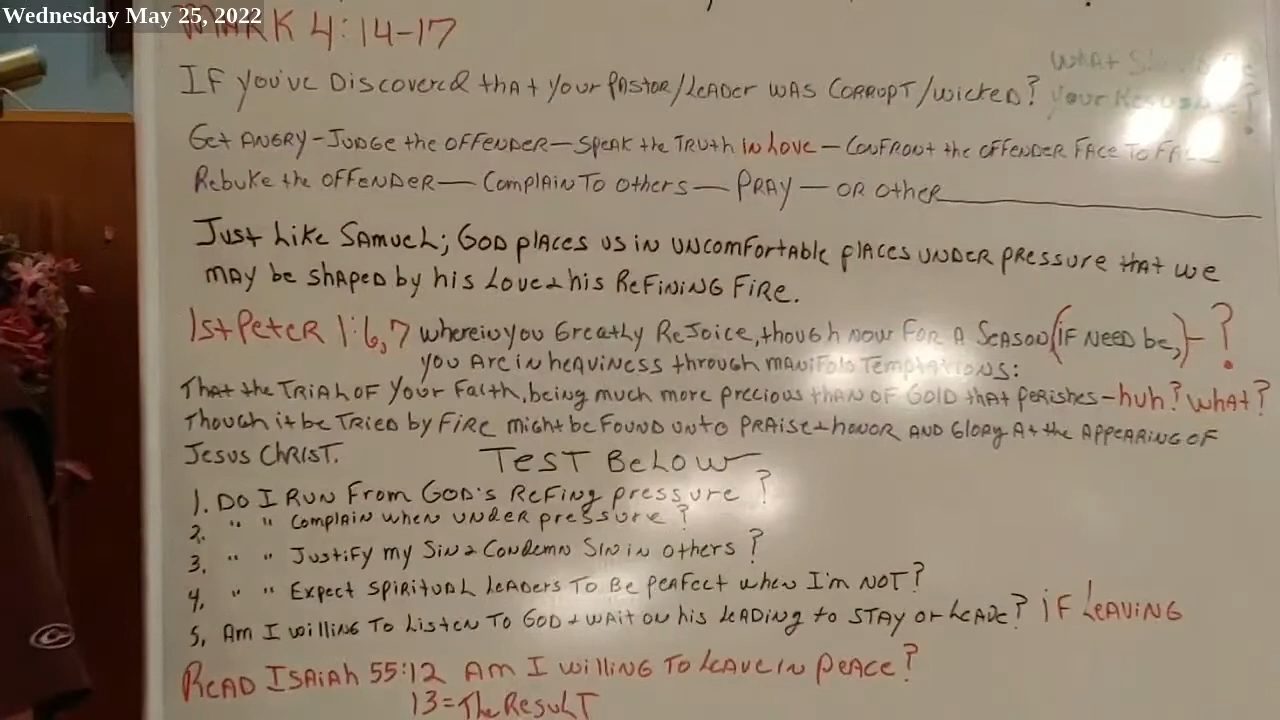 Wednesday May 25, 2022
MARK 4:14-17
IF you've Discovered that your Pastor/Leader was Corrupt/wicked? What
your Response?
Get ANGRY - Judge the OFFENDER - Speak the Truth in Love - Confront the OFFENDER FACE To FACE
Rebuke the OFFENDER - Complain To others - PRAY - OR other
Just Like Samuel; God places us in uncomfortable places under pressure that we
may be shaped by his Love & his Refining Fire.
1st Peter 1:6,7 wherein you Greatly Rejoice, though now For A Season (IF Need be,) - ?
you Are in heaviness through manifold Temptations:
That the Trial of your Faith, being much more precious than of Gold that perishes - huh? what?
Though it be Tried by Fire might be Found unto PRAISE & honor AND Glory At the APPEARING OF
Jesus Christ. TEST Below
1. Do I Run From God's Refing pressure?
2. " " Complain when under pressure?
3. " " Justify my Sin & Condemn Sin in others?
4. " " Expect spiritual Leaders To Be perfect when I'm NOT?
5, Am I willing To Listen To God & wait on his Leading to STAY or Leave? iF Leaving
Read Isaiah 55:12 Am I willing To Leave in peace?
13 = The Result